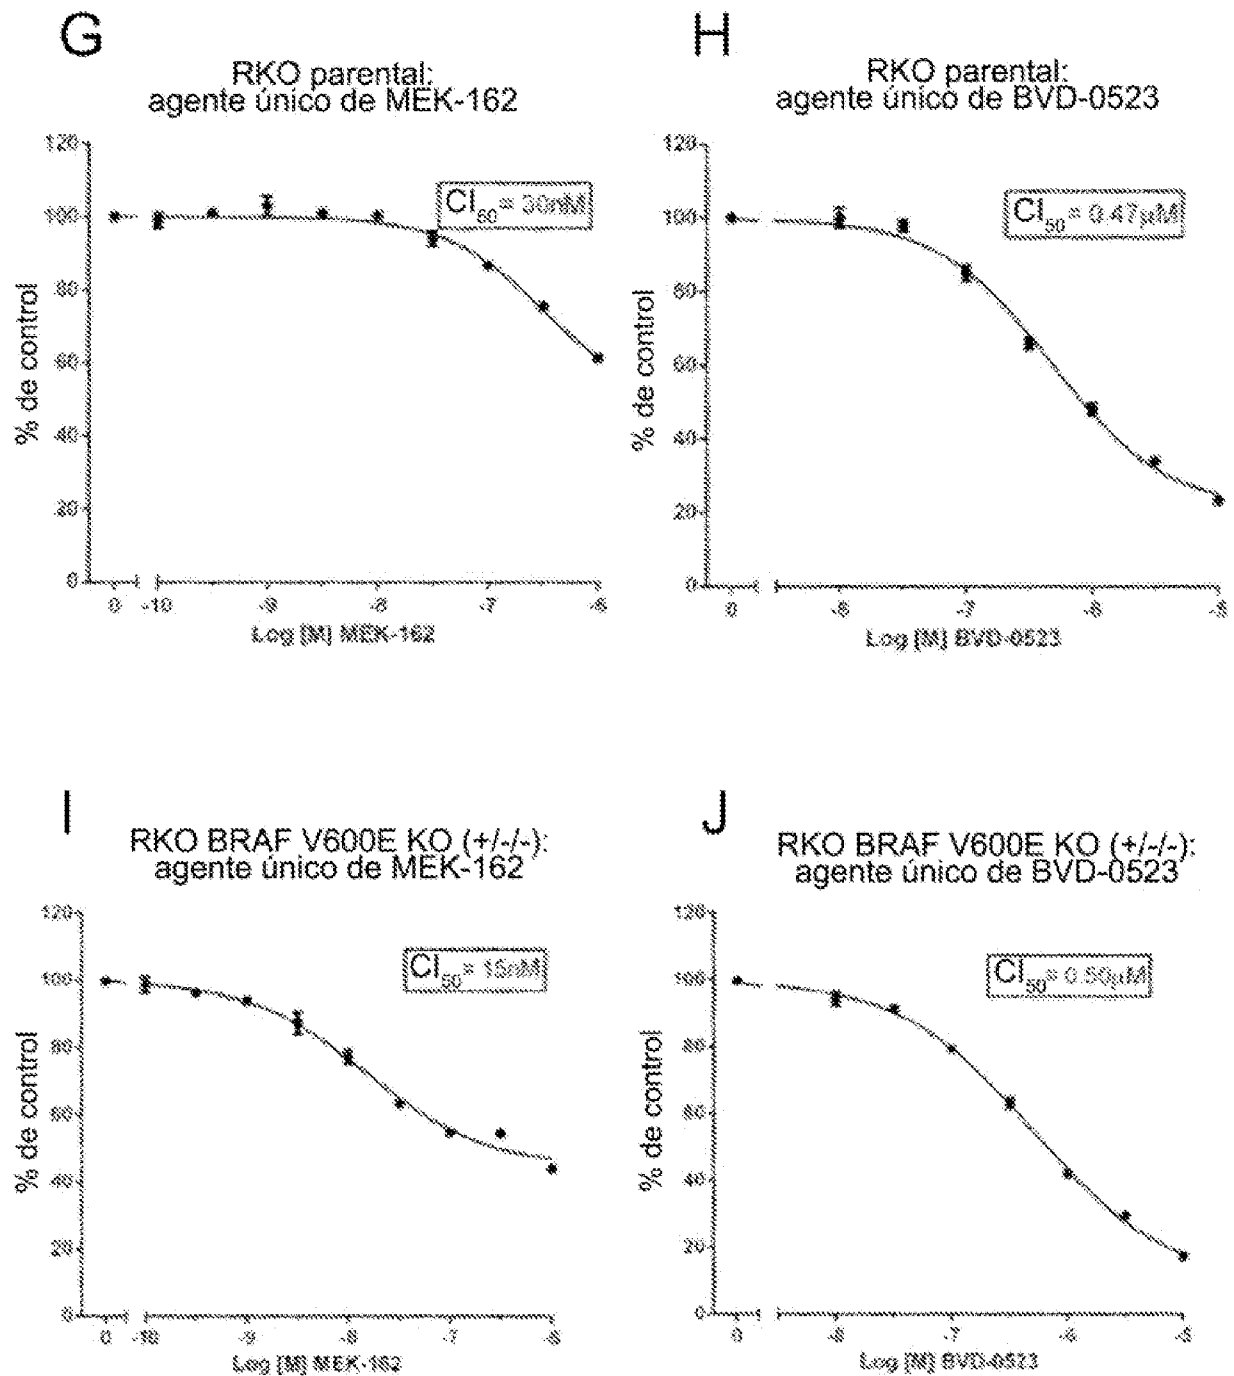 G
RKO parental:
agente único de MEK-162
120
100
80
60
40
20
0
% de control
CI50 = 30nM
0 -10 -9 -8 -7 -6
Log [M] MEK-162
H
RKO parental:
agente único de BVD-0523
120
100
80
60
40
20
0
% de control
CI50 = 0.47μM
0 -8 -7 -6 -5
Log [M] BVD-0523
I
RKO BRAF V600E KO (+/-/-):
agente único de MEK-162
120
100
80
60
40
20
0
% de control
CI50 = 15nM
0 -10 -9 -8 -7 -6
Log [M] MEK-162
J
RKO BRAF V600E KO (+/-/-):
agente único de BVD-0523
120
100
80
60
40
20
0
% de control
CI50 = 0.50μM
0 -8 -7 -6 -5
Log [M] BVD-0523